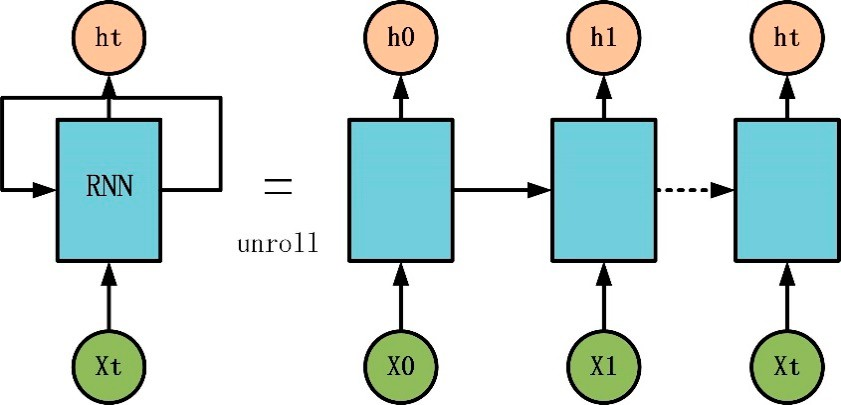 ht h0 h1 ht
RNN
=
unroll
Xt X0 X1 Xt